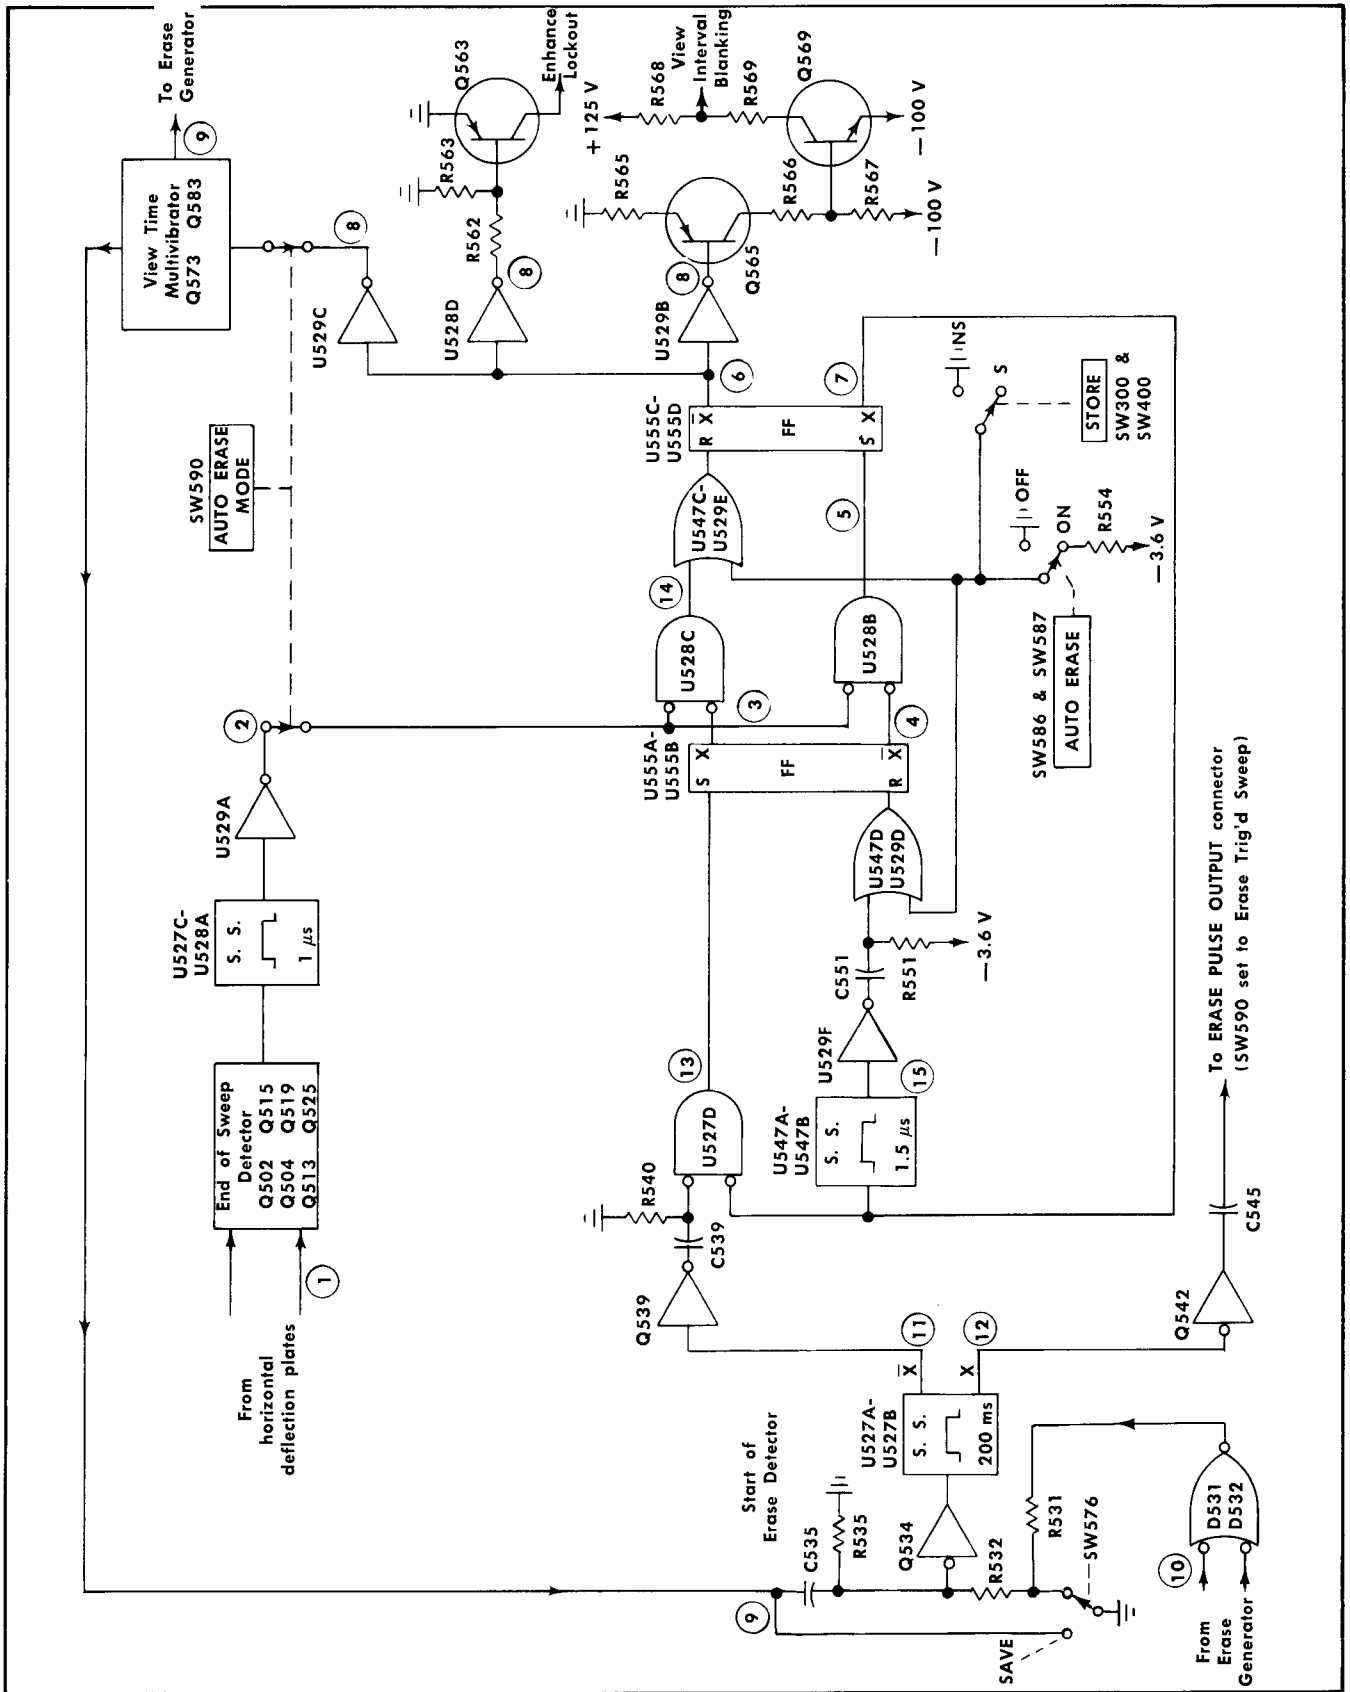 To Erase
Generator
9
View Time
Multivibrator
Q573 Q583
8
U529C
SW590
AUTO ERASE
MODE
U528D
8
R562
R563
Q563
Enhance
Lockout
U529B
8
Q565
R565
R566
R567
—100 V
+125 V
R568
View
Interval
Blanking
R569
Q569
—100 V
6
7
U555C-
U555D
R X̅
FF
S X
U547C-
U529E
14
5
U528C
U528B
NS
S
STORE
SW300 &
SW400
OFF
ON
R554
—3.6 V
SW586 & SW587
AUTO ERASE
2
3
4
U555A-
U555B
S X
FF
R X̅
U529A
U527C-
U528A
S. S.
1 µs
End of Sweep
Detector
Q502 Q515
Q504 Q519
Q513 Q525
1
From
horizontal
deflection plates
U547D
U529D
C551
R551
—3.6 V
U529F
15
13
U527D
U547A-
U547B
S. S.
1.5 µs
R540
C539
Q539
11
12
X̅
X
U527A-
U527B
S. S.
200 ms
Start of
Erase Detector
C535
R535
Q534
R532
R531
SW576
9
SAVE
D531
D532
10
From
Erase
Generator
Q542
C545
To ERASE PULSE OUTPUT connector
(SW590 set to Erase Trig'd Sweep)